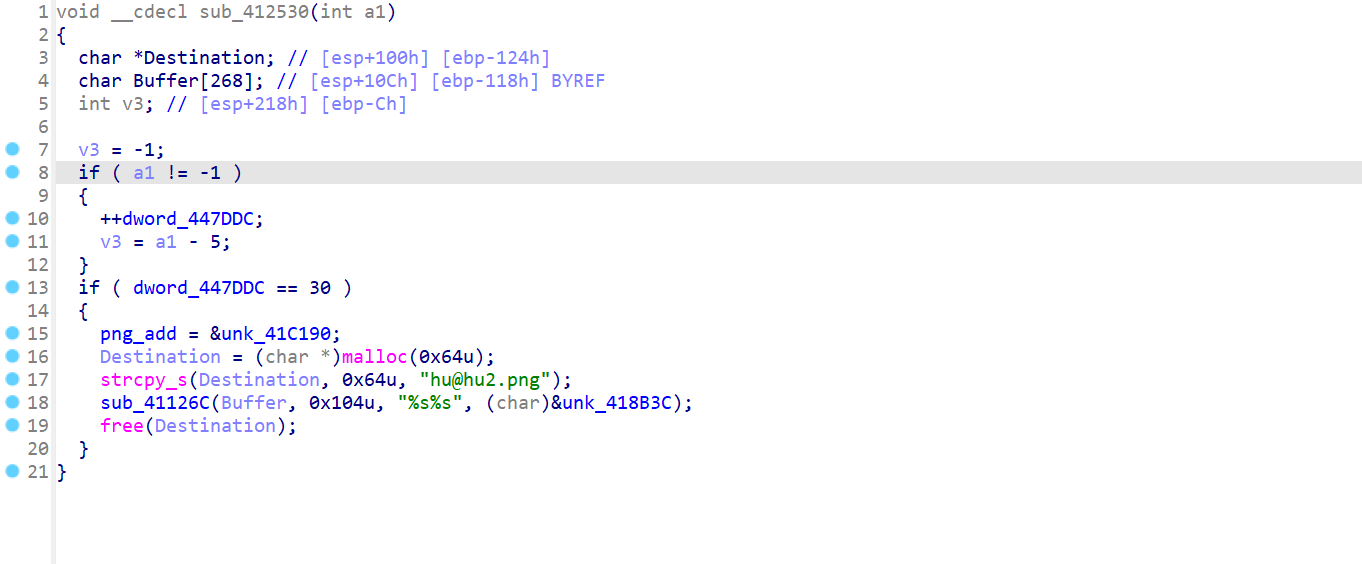 1 void __cdecl sub_412530(int a1)
2 {
3   char *Destination; // [esp+100h] [ebp-124h]
4   char Buffer[268]; // [esp+10Ch] [ebp-118h] BYREF
5   int v3; // [esp+218h] [ebp-Ch]
6
7   v3 = -1;
8   if ( a1 != -1 )
9   {
10     ++dword_447DDC;
11     v3 = a1 - 5;
12   }
13   if ( dword_447DDC == 30 )
14   {
15     png_add = &unk_41C190;
16     Destination = (char *)malloc(0x64u);
17     strcpy_s(Destination, 0x64u, "hu@hu2.png");
18     sub_41126C(Buffer, 0x104u, "%s%s", (char)&unk_418B3C);
19     free(Destination);
20   }
21 }